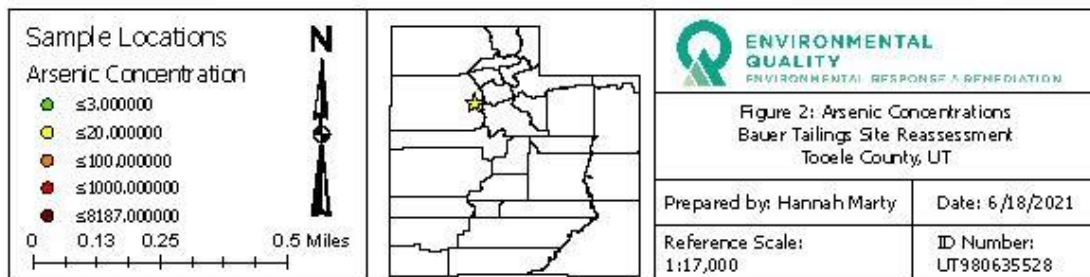 Sample Locations
Arsenic Concentration
≤3.000000
≤20.000000
≤100.000000
≤1000.000000
≤8187.000000
0 0.13 0.25 0.5 Miles
N
ENVIRONMENTAL
QUALITY
ENVIRONMENTAL RESPONSE & REMEDIATION
Figure 2: Arsenic Concentrations
Bauer Tailings Site Reassessment
Tooele County, UT
Prepared by: Hannah Marty
Date: 6/18/2021
Reference Scale:
1:17,000
ID Number:
UT980635528